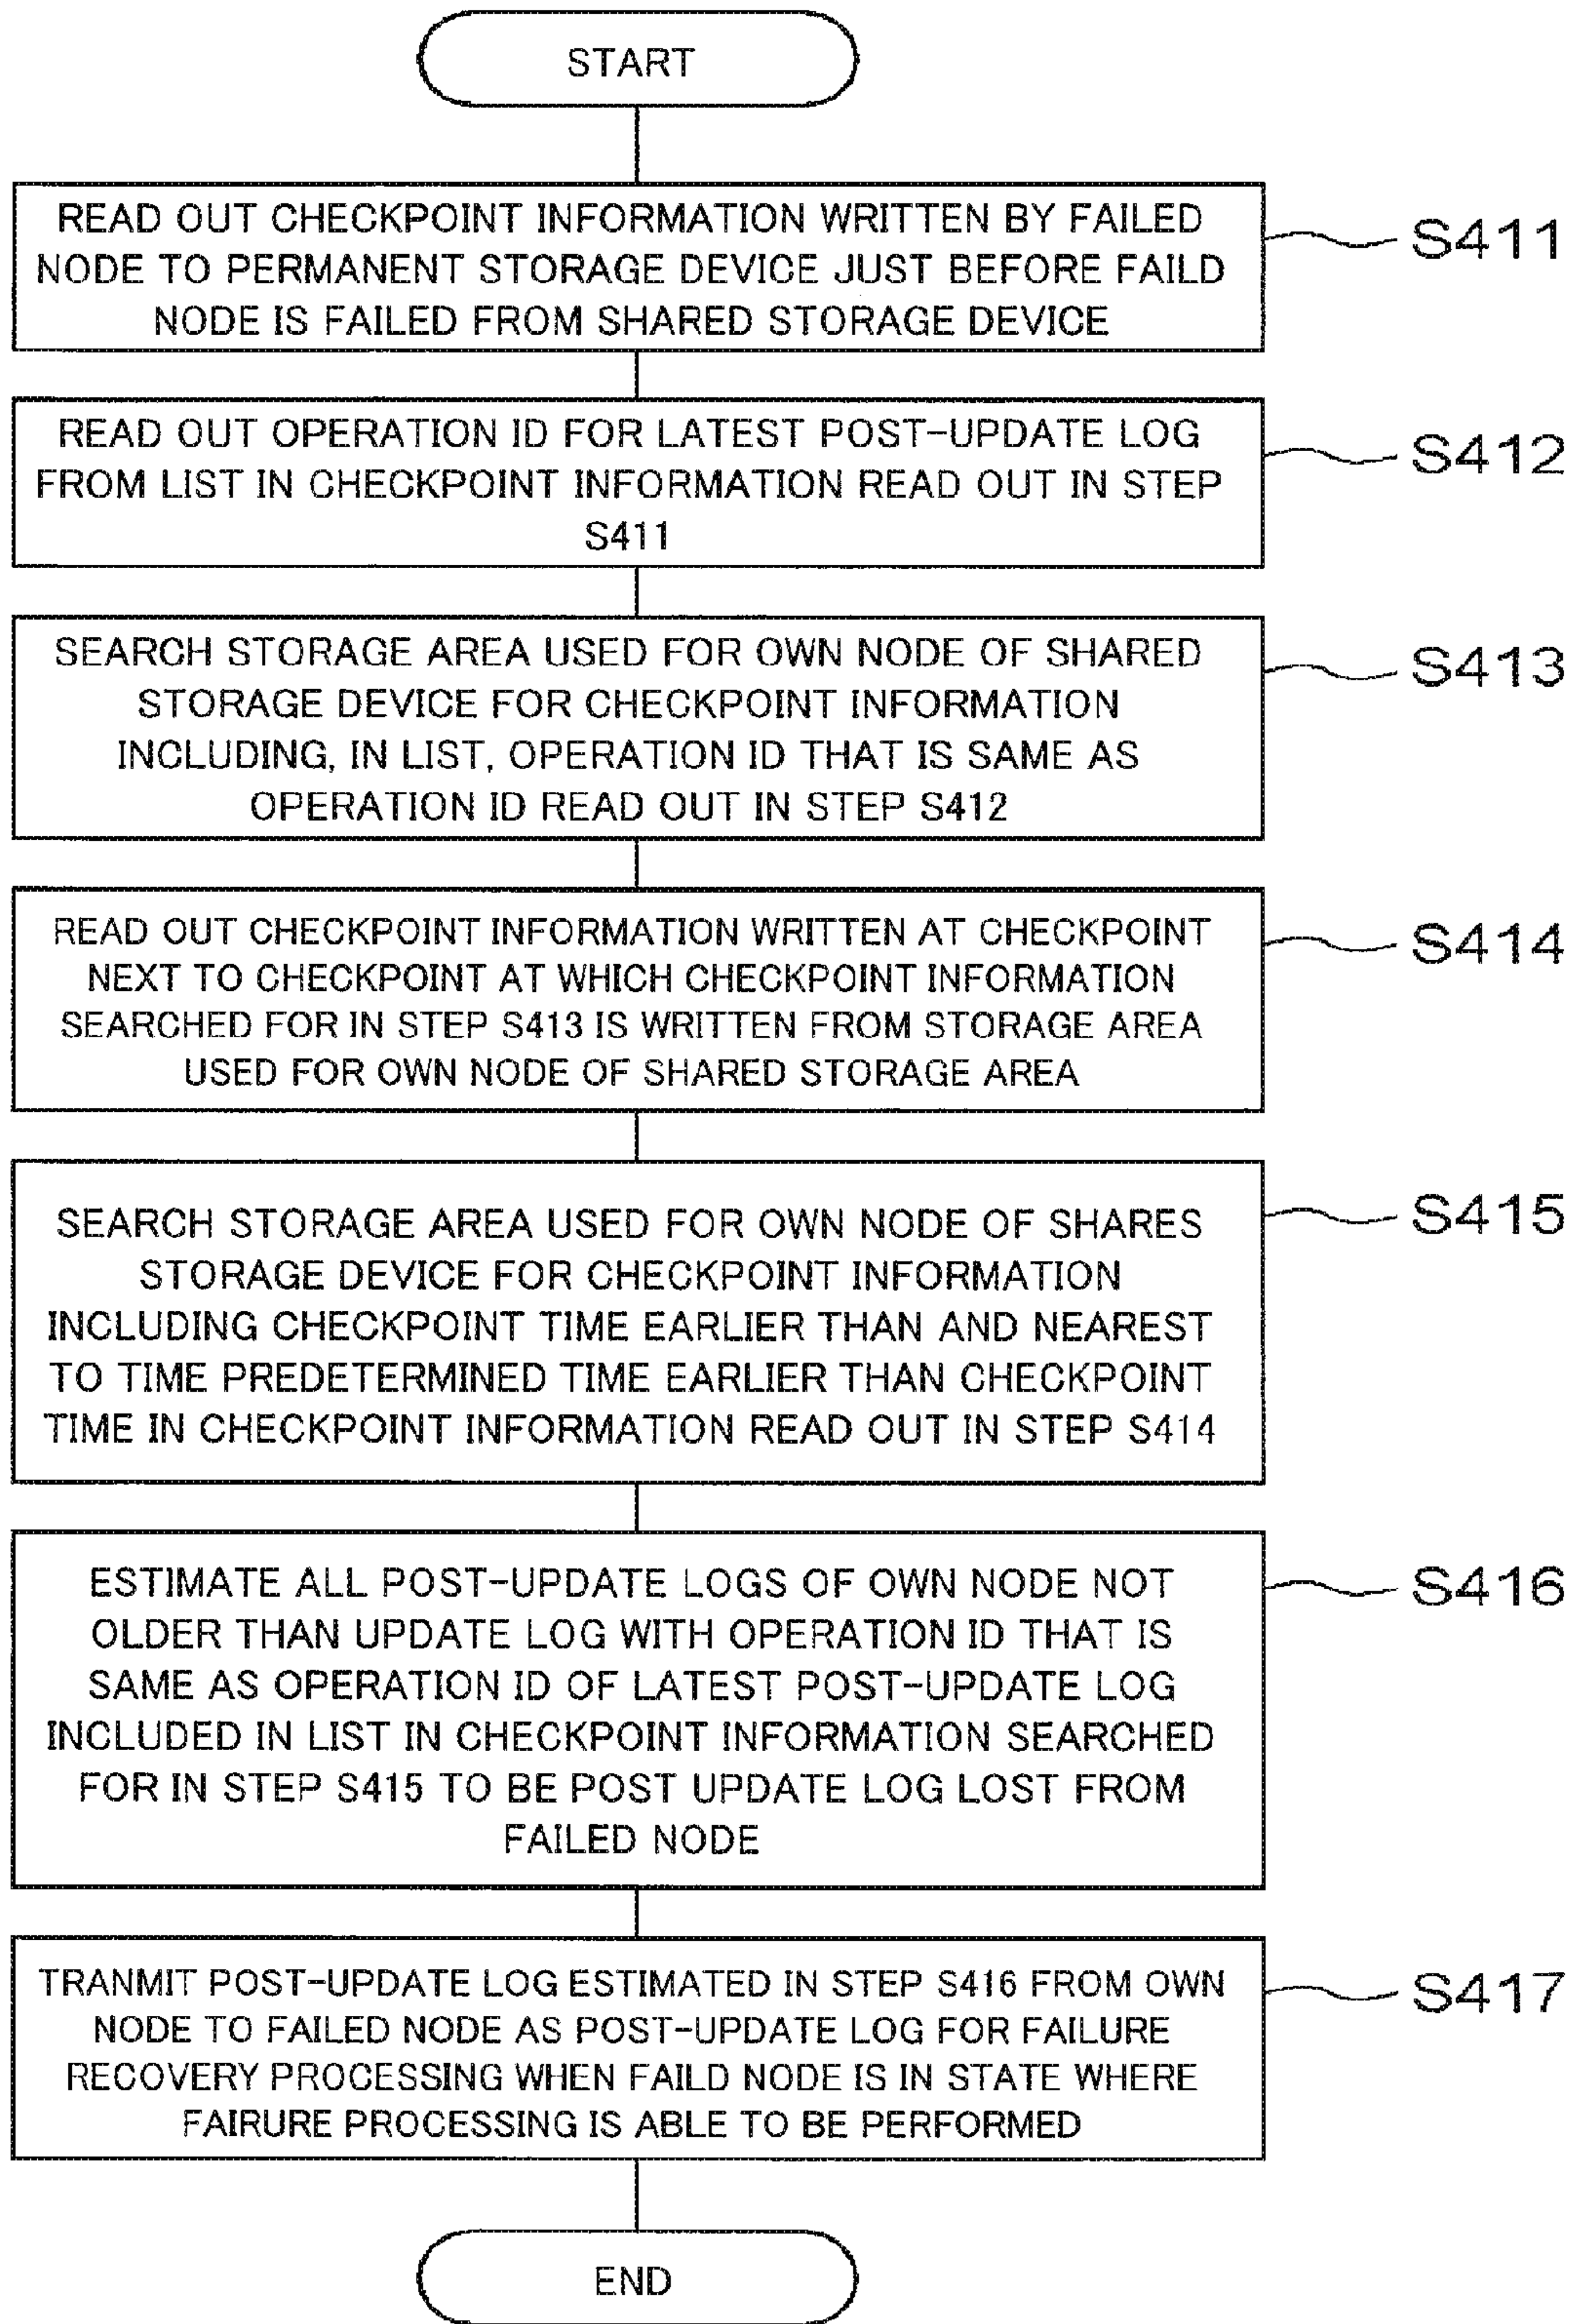 START
READ OUT CHECKPOINT INFORMATION WRITTEN BY FAILED
NODE TO PERMANENT STORAGE DEVICE JUST BEFORE FAILD
NODE IS FAILED FROM SHARED STORAGE DEVICE
S411
READ OUT OPERATION ID FOR LATEST POST-UPDATE LOG
FROM LIST IN CHECKPOINT INFORMATION READ OUT IN STEP
S411
S412
SEARCH STORAGE AREA USED FOR OWN NODE OF SHARED
STORAGE DEVICE FOR CHECKPOINT INFORMATION
INCLUDING, IN LIST, OPERATION ID THAT IS SAME AS
OPERATION ID READ OUT IN STEP S412
S413
READ OUT CHECKPOINT INFORMATION WRITTEN AT CHECKPOINT
NEXT TO CHECKPOINT AT WHICH CHECKPOINT INFORMATION
SEARCHED FOR IN STEP S413 IS WRITTEN FROM STORAGE AREA
USED FOR OWN NODE OF SHARED STORAGE AREA
S414
SEARCH STORAGE AREA USED FOR OWN NODE OF SHARES
STORAGE DEVICE FOR CHECKPOINT INFORMATION
INCLUDING CHECKPOINT TIME EARLIER THAN AND NEAREST
TO TIME PREDETERMINED TIME EARLIER THAN CHECKPOINT
TIME IN CHECKPOINT INFORMATION READ OUT IN STEP S414
S415
ESTIMATE ALL POST-UPDATE LOGS OF OWN NODE NOT
OLDER THAN UPDATE LOG WITH OPERATION ID THAT IS
SAME AS OPERATION ID OF LATEST POST-UPDATE LOG
INCLUDED IN LIST IN CHECKPOINT INFORMATION SEARCHED
FOR IN STEP S415 TO BE POST UPDATE LOG LOST FROM
FAILED NODE
S416
TRANMIT POST-UPDATE LOG ESTIMATED IN STEP S416 FROM OWN
NODE TO FAILED NODE AS POST-UPDATE LOG FOR FAILURE
RECOVERY PROCESSING WHEN FAILD NODE IS IN STATE WHERE
FAIRURE PROCESSING IS ABLE TO BE PERFORMED
S417
END